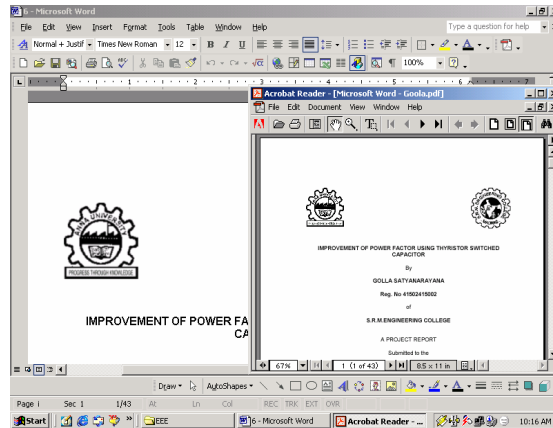 6 - Microsoft Word
File Edit View Insert Format Tools Table Window Help
Type a question for help
Normal + Justif Times New Roman 12 B I U
100%
Acrobat Reader - [Microsoft Word - Goola.pdf]
File Edit Document View Window Help
ANNA UNIVERSITY
PROGRESS THROUGH KNOWLEDGE
IMPROVEMENT OF POWER FA
CA
IMPROVEMENT OF POWER FACTOR USING THYRISTOR SWITCHED
CAPACITOR
By
GOLLA SATYANARAYANA
Reg. No 41502415002
of
S.R.M.ENGINEERING COLLEGE
A PROJECT REPORT
Submitted to the
67% 1 (1 of 43) 8.5 x 11 in
Draw AutoShapes
Page i Sec 1 1/43 At Ln Col REC TRK EXT OVR
Start EEE 6 - Microsoft Word Acrobat Reader - ... 10:16 AM